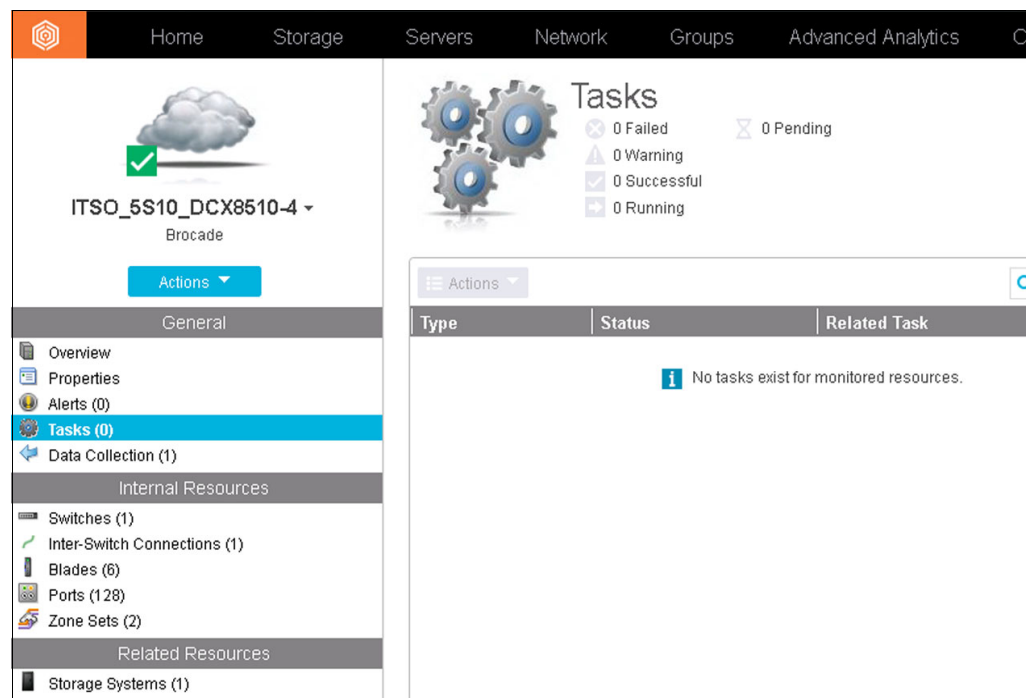 Home Storage Servers Network Groups Advanced Analytics
ITSO_5S10_DCX8510-4
Brocade
Actions
General
Overview
Properties
Alerts (0)
Tasks (0)
Data Collection (1)
Internal Resources
Switches (1)
Inter-Switch Connections (1)
Blades (6)
Ports (128)
Zone Sets (2)
Related Resources
Storage Systems (1)
Tasks
0 Failed 0 Pending
0 Warning
0 Successful
0 Running
Actions
Type Status Related Task
No tasks exist for monitored resources.